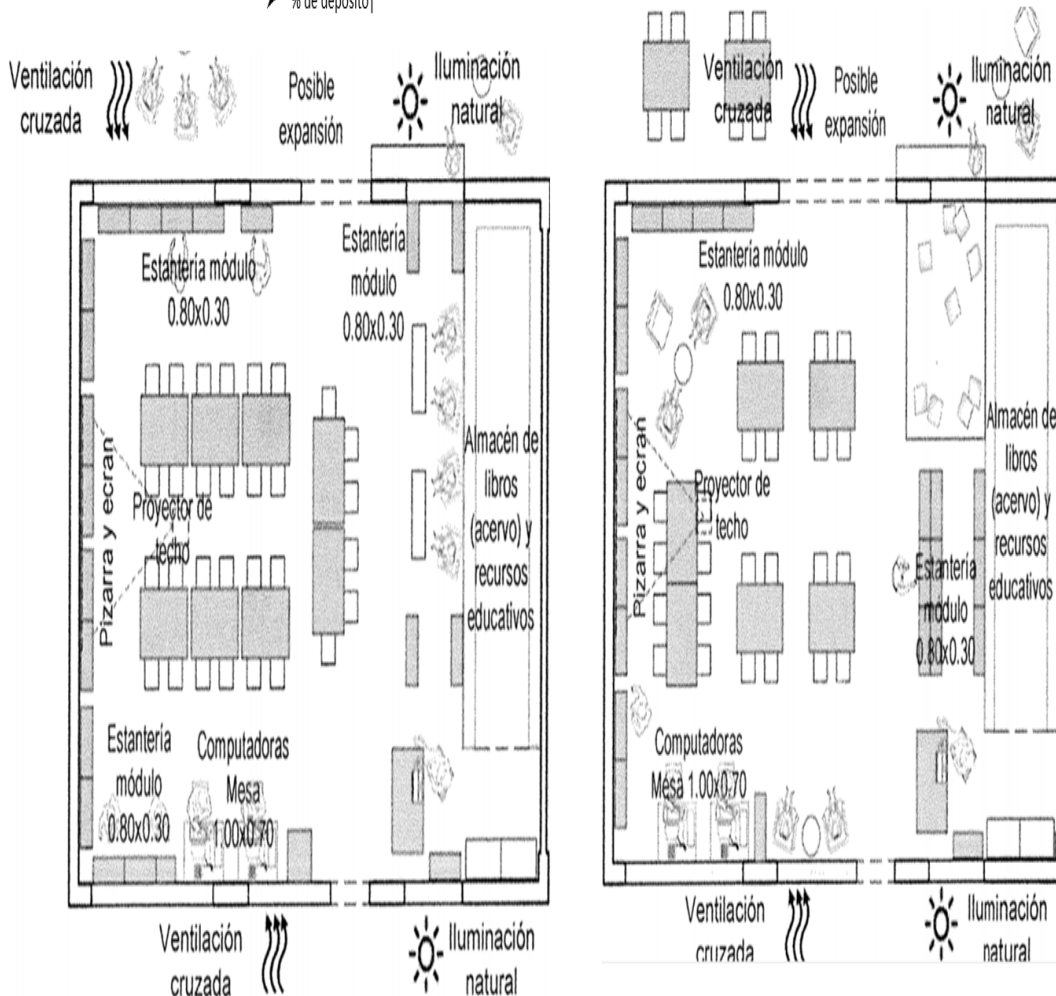 % de depósito
Ventilación
cruzada
Posible
expansión
Iluminación
natural
Estantería módulo
0.80x0.30
Estantería
módulo
0.80x0.30
Pizarra y ecran
Proyector de
techo
Almacén de
libros
(acervo) y
recursos
educativos
Estantería
módulo
0.80x0.30
Computadoras
Mesa
1.00x0.70
Ventilación
cruzada
Iluminación
natural
Ventilación
cruzada
Posible
expansión
Iluminación
natural
Estantería módulo
0.80x0.30
Pizarra y ecran
Proyector de
techo
Almacén de
libros
(acervo) y
recursos
educativos
Estantería
módulo
0.80x0.30
Computadoras
Mesa 1.00x0.70
Ventilación
cruzada
Iluminación
natural